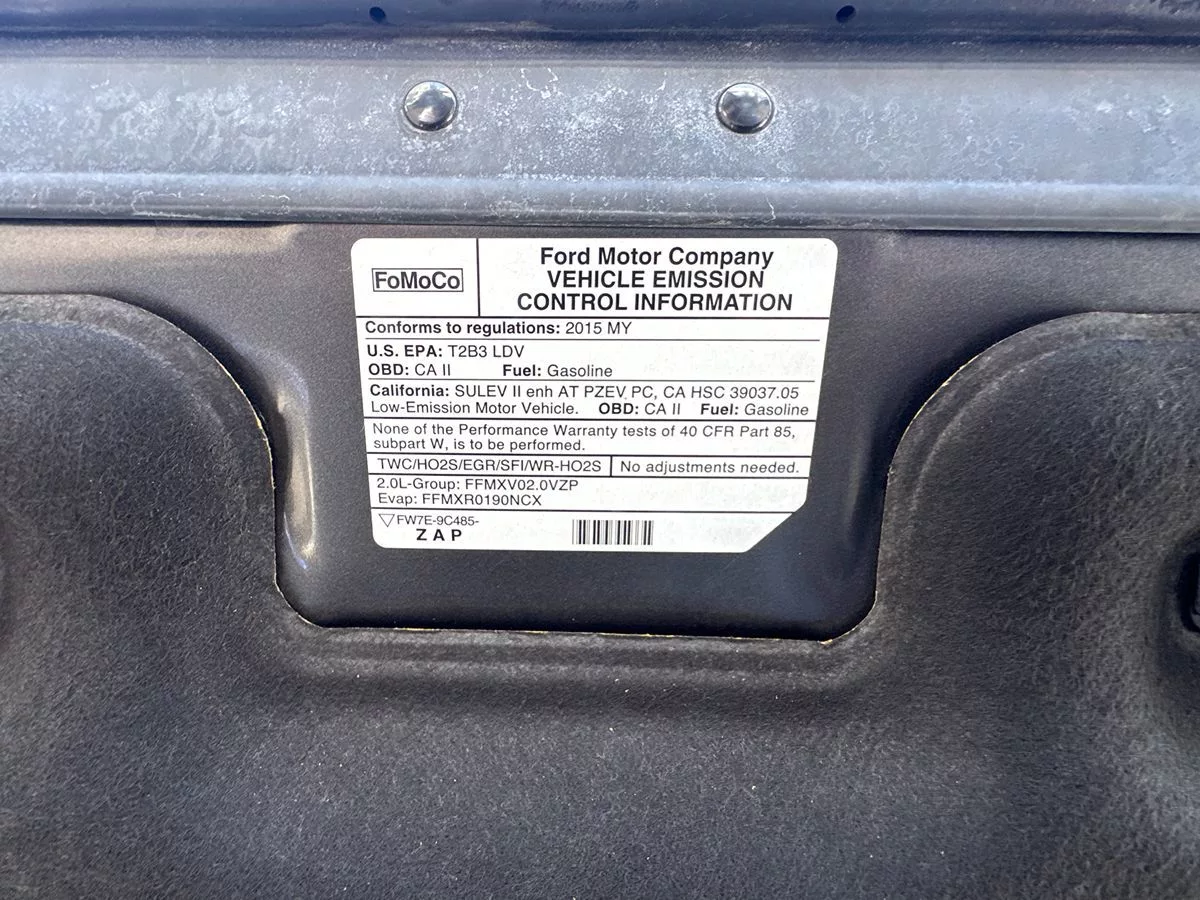 FoMoCo
Ford Motor Company
VEHICLE EMISSION
CONTROL INFORMATION
Conforms to regulations: 2015 MY
U.S. EPA: T2B3 LDV
OBD: CA II Fuel: Gasoline
California: SULEV II enh AT PZEV PC, CA HSC 39037.05
Low-Emission Motor Vehicle. OBD: CA II Fuel: Gasoline
None of the Performance Warranty tests of 40 CFR Part 85,
subpart W, is to be performed.
TWC/HO2S/EGR/SFI/WR-HO2S No adjustments needed.
2.0L-Group: FFMXV02.0VZP
Evap: FFMXR0190NCX
FW7E-9C485-
ZAP